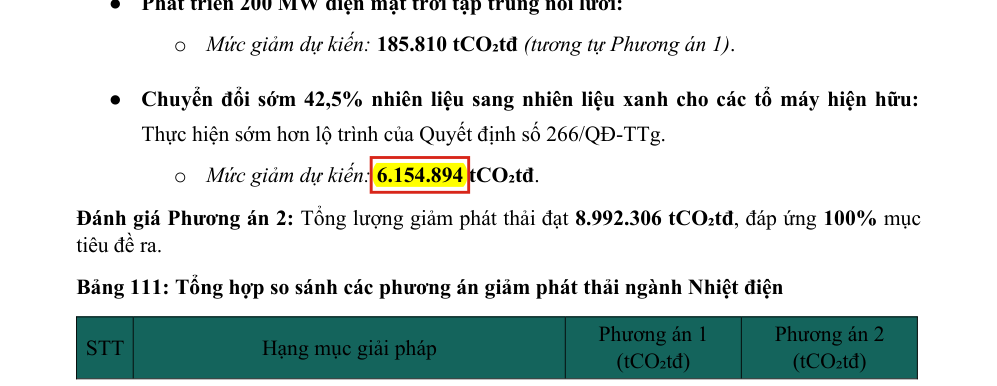 ● Phát triển 200 MW điện mặt trời tập trung nối lưới:
○ Mức giảm dự kiến: 185.810 tCO₂tđ (tương tự Phương án 1).
● Chuyển đổi sớm 42,5% nhiên liệu sang nhiên liệu xanh cho các tổ máy hiện hữu:
Thực hiện sớm hơn lộ trình của Quyết định số 266/QĐ-TTg.
○ Mức giảm dự kiến: 6.154.894 tCO₂tđ.
Đánh giá Phương án 2: Tổng lượng giảm phát thải đạt 8.992.306 tCO₂tđ, đáp ứng 100% mục
tiêu đề ra.
Bảng 111: Tổng hợp so sánh các phương án giảm phát thải ngành Nhiệt điện
STT Hạng mục giải pháp Phương án 1 (tCO₂tđ) Phương án 2 (tCO₂tđ)